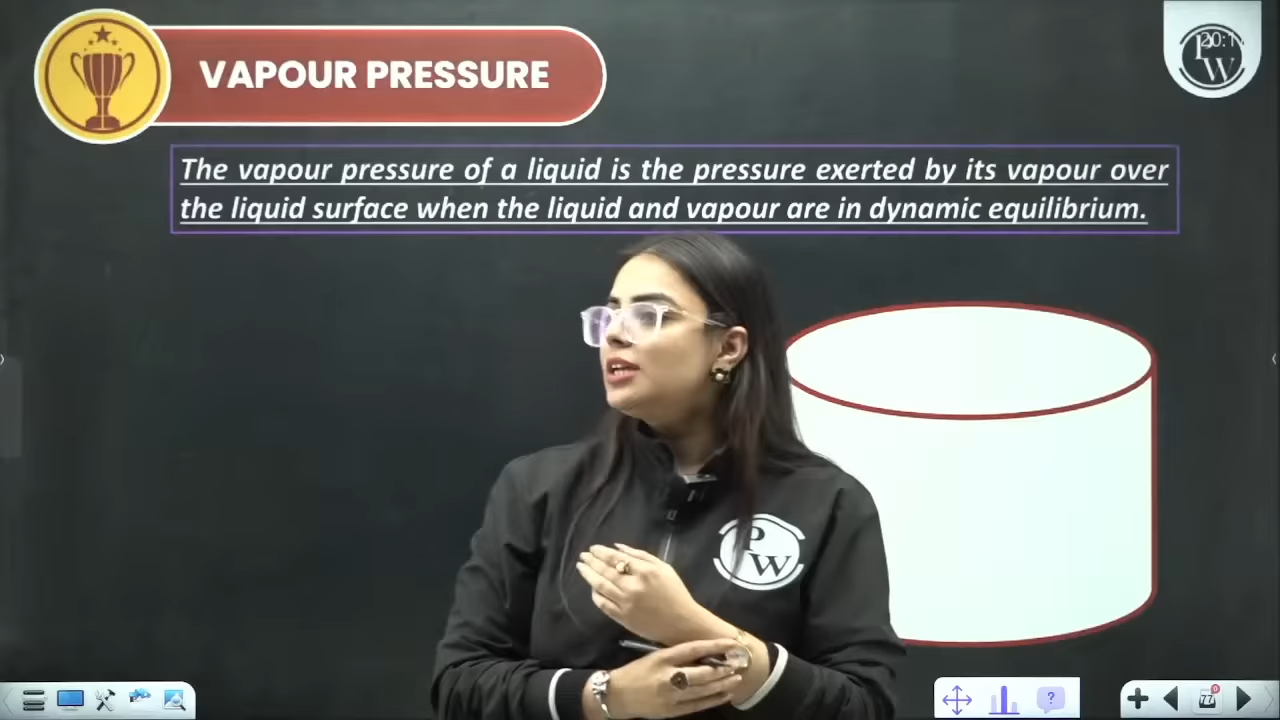 VAPOUR PRESSURE
The vapour pressure of a liquid is the pressure exerted by its vapour over
the liquid surface when the liquid and vapour are in dynamic equilibrium.
P
W